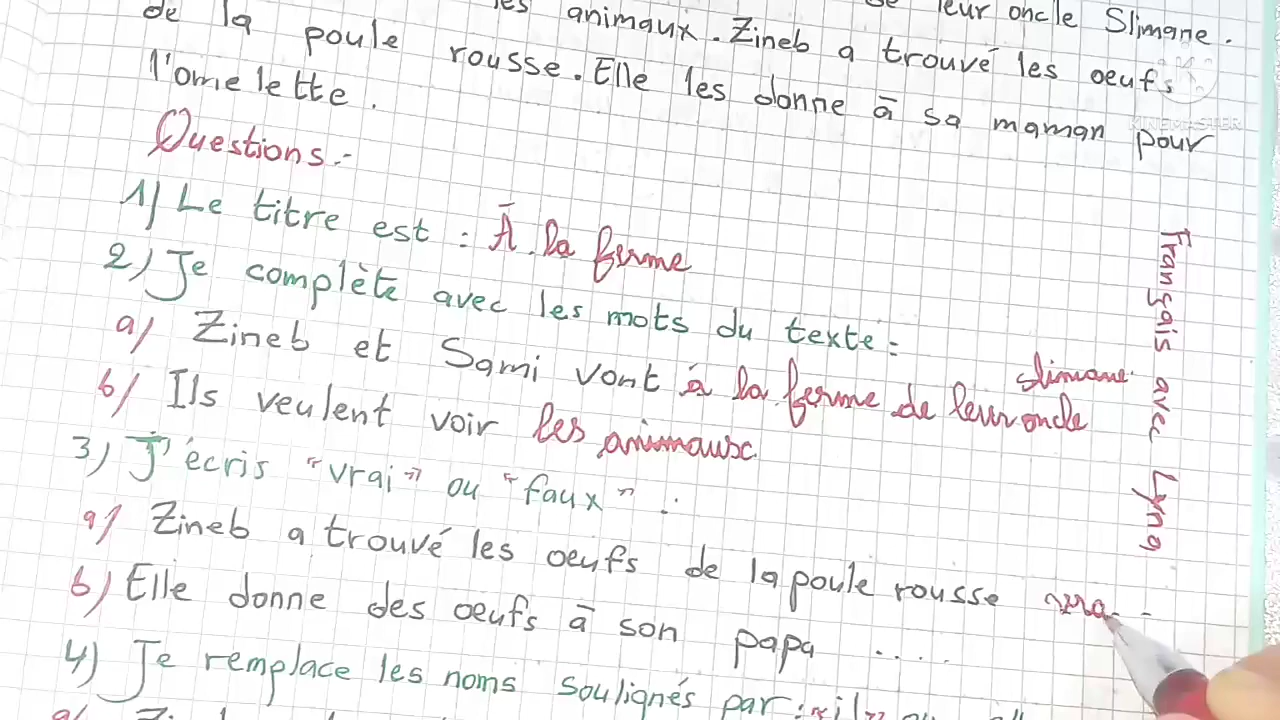 les animaux. Zineb a trouvé les oeufs
leur oncle Slimane.
de la poule rousse. Elle les donne à sa maman pour
l'omelette.
Questions.-
1) Le titre est : À la ferme
2) Je complète avec les mots du texte :
a) Zineb et Sami vont à la ferme de leur oncle slimane.
b) Ils veulent voir les animaux
3) J'écris "vrai" ou "faux" :
a) Zineb a trouvé les oeufs de la poule rousse vra..
b) Elle donne des oeufs à son papa .....
4) Je remplace les noms soulignés par : "il" ou
Français avec Lyna
KINEMASTER